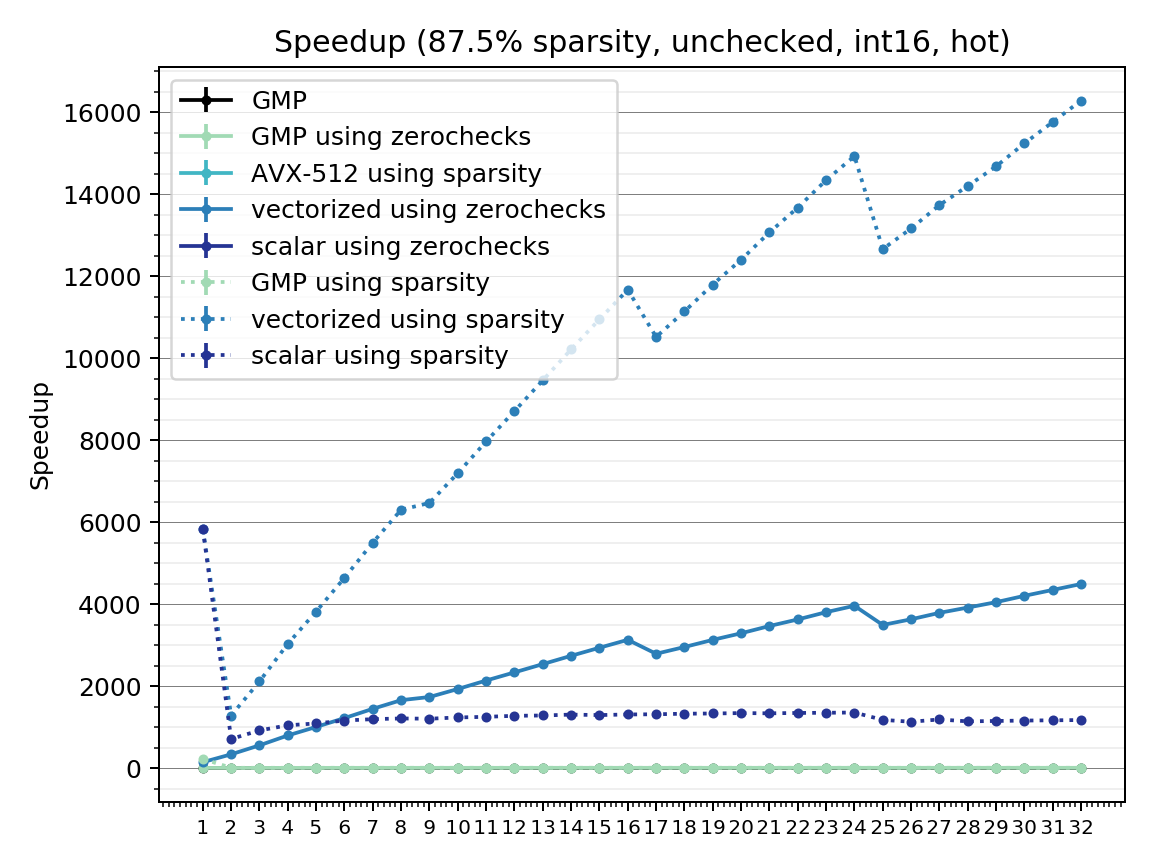 Speedup (87.5% sparsity, unchecked, int16, hot)
GMP
GMP using zerochecks
AVX-512 using sparsity
vectorized using zerochecks
scalar using zerochecks
GMP using sparsity
vectorized using sparsity
scalar using sparsity
Speedup
16000
14000
12000
10000
8000
6000
4000
2000
0
1 2 3 4 5 6 7 8 9 10 11 12 13 14 15 16 17 18 19 20 21 22 23 24 25 26 27 28 29 30 31 32